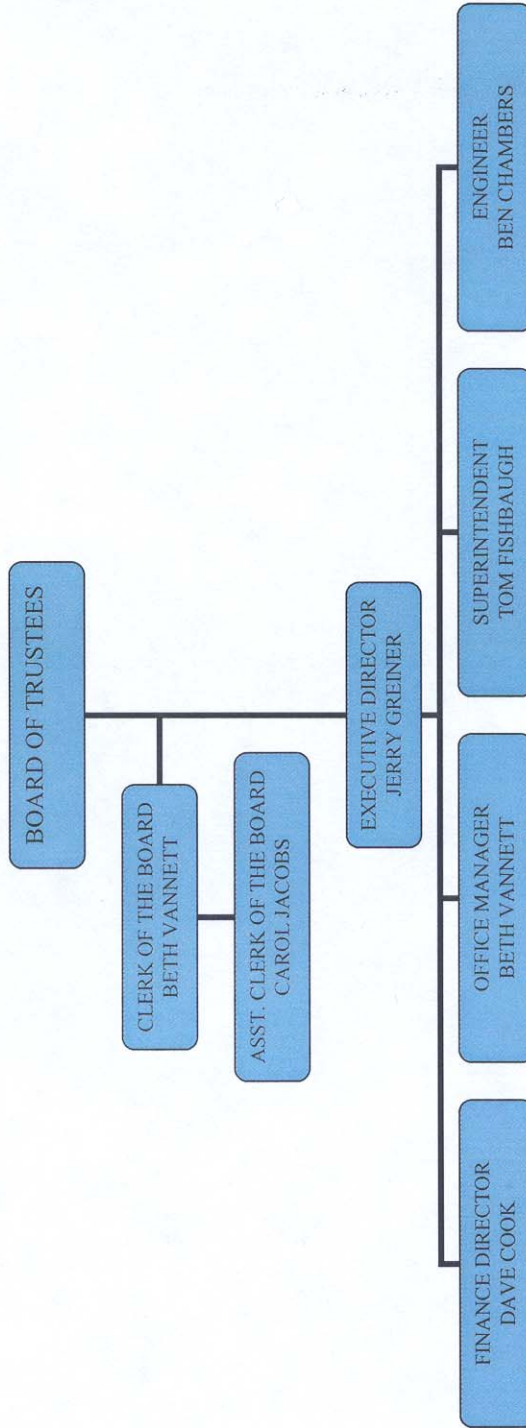 BOARD OF TRUSTEES
CLERK OF THE BOARD
BETH VANNETT
ASST. CLERK OF THE BOARD
CAROL JACOBS
EXECUTIVE DIRECTOR
JERRY GREINER
FINANCE DIRECTOR
DAVE COOK
OFFICE MANAGER
BETH VANNETT
SUPERINTENDENT
TOM FISHBAUGH
ENGINEER
BEN CHAMBERS